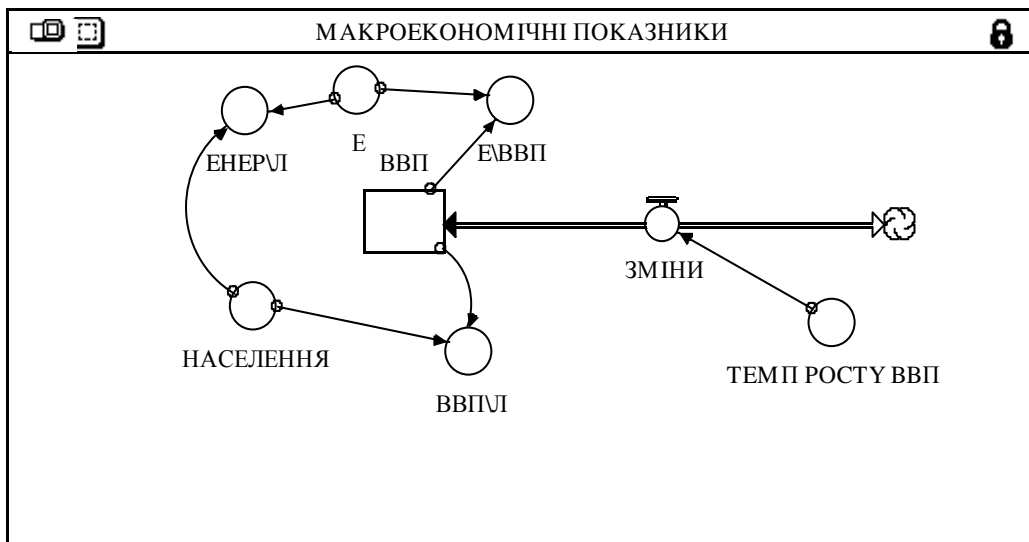 МАКРОЕКОНОМІЧНІ ПОКАЗНИКИ
Е
ЕНЕР\Л
ВВП
Е\ВВП
ЗМІНИ
НАСЕЛЕННЯ
ТЕМП РОСТУ ВВП
ВВП\Л